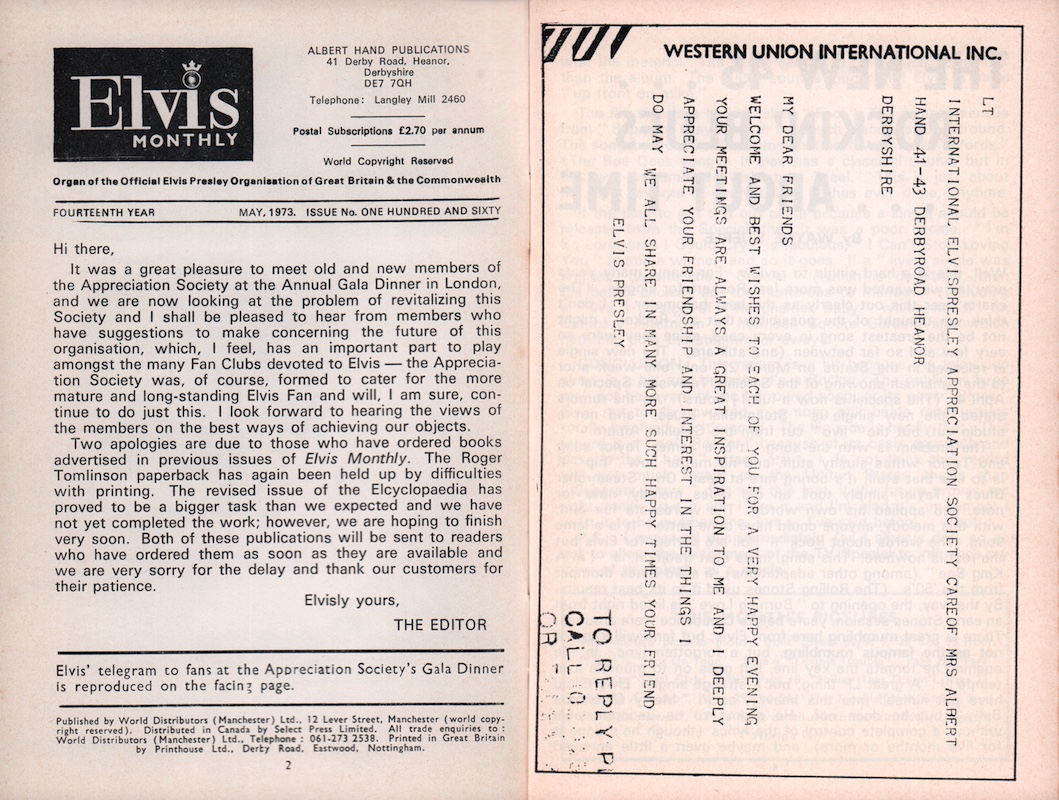 Elvis
MONTHLY
ALBERT HAND PUBLICATIONS
41 Derby Road, Heanor,
Derbyshire
DE7 7QH
Telephone: Langley Mill 2460
Postal Subscriptions £2.70 per annum
World Copyright Reserved
Organ of the Official Elvis Presley Organisation of Great Britain & the Commonwealth
FOURTEENTH YEAR MAY, 1973. ISSUE No. ONE HUNDRED AND SIXTY
Hi there,
It was a great pleasure to meet old and new members of
the Appreciation Society at the Annual Gala Dinner in London,
and we are now looking at the problem of revitalizing this
Society and I shall be pleased to hear from members who
have suggestions to make concerning the future of this
organisation, which, I feel, has an important part to play
amongst the many Fan Clubs devoted to Elvis — the Apprecia-
tion Society was, of course, formed to cater for the more
mature and long-standing Elvis Fan and will, I am sure, con-
tinue to do just this. I look forward to hearing the views of
the members on the best ways of achieving our objects.
Two apologies are due to those who have ordered books
advertised in previous issues of Elvis Monthly. The Roger
Tomlinson paperback has again been held up by difficulties
with printing. The revised issue of the Elcyclopaedia has
proved to be a bigger task than we expected and we have
not yet completed the work; however, we are hoping to finish
very soon. Both of these publications will be sent to readers
who have ordered them as soon as they are available and
we are very sorry for the delay and thank our customers for
their patience.
Elvisly yours,
THE EDITOR
Elvis' telegram to fans at the Appreciation Society's Gala Dinner
is reproduced on the facing page.
Published by World Distributors (Manchester) Ltd., 12 Lever Street, Manchester (world copy-
right reserved). Distributed in Canada by Select Press Limited. All trade enquiries to :
World Distributors (Manchester) Ltd., Telephone : 061-273 2538. Printed in Great Britain
by Printhouse Ltd., Derby Road, Eastwood, Nottingham.
2
WESTERN UNION INTERNATIONAL INC.
LT
INTERNATIONAL ELVISPRESLEY APPRECIATION SOCIETY CAREOF MRS ALBERT
HAND 41-43 DERBYROAD HEANOR
DERBYSHIRE
MY DEAR FRIENDS
WELCOME AND BEST WISHES TO EACH OF YOU FOR A VERY HAPPY EVENING
YOUR MEETINGS ARE ALWAYS A GREAT INSPIRATION TO ME AND I DEEPLY
APPRECIATE YOUR FRIENDSHIP AND INTEREST IN THE THINGS
DO MAY WE ALL SHARE IN MANY MORE SUCH HAPPY TIMES YOUR FRIEND
ELVIS PRESLEY
TO REPLY P
CALL O
OR